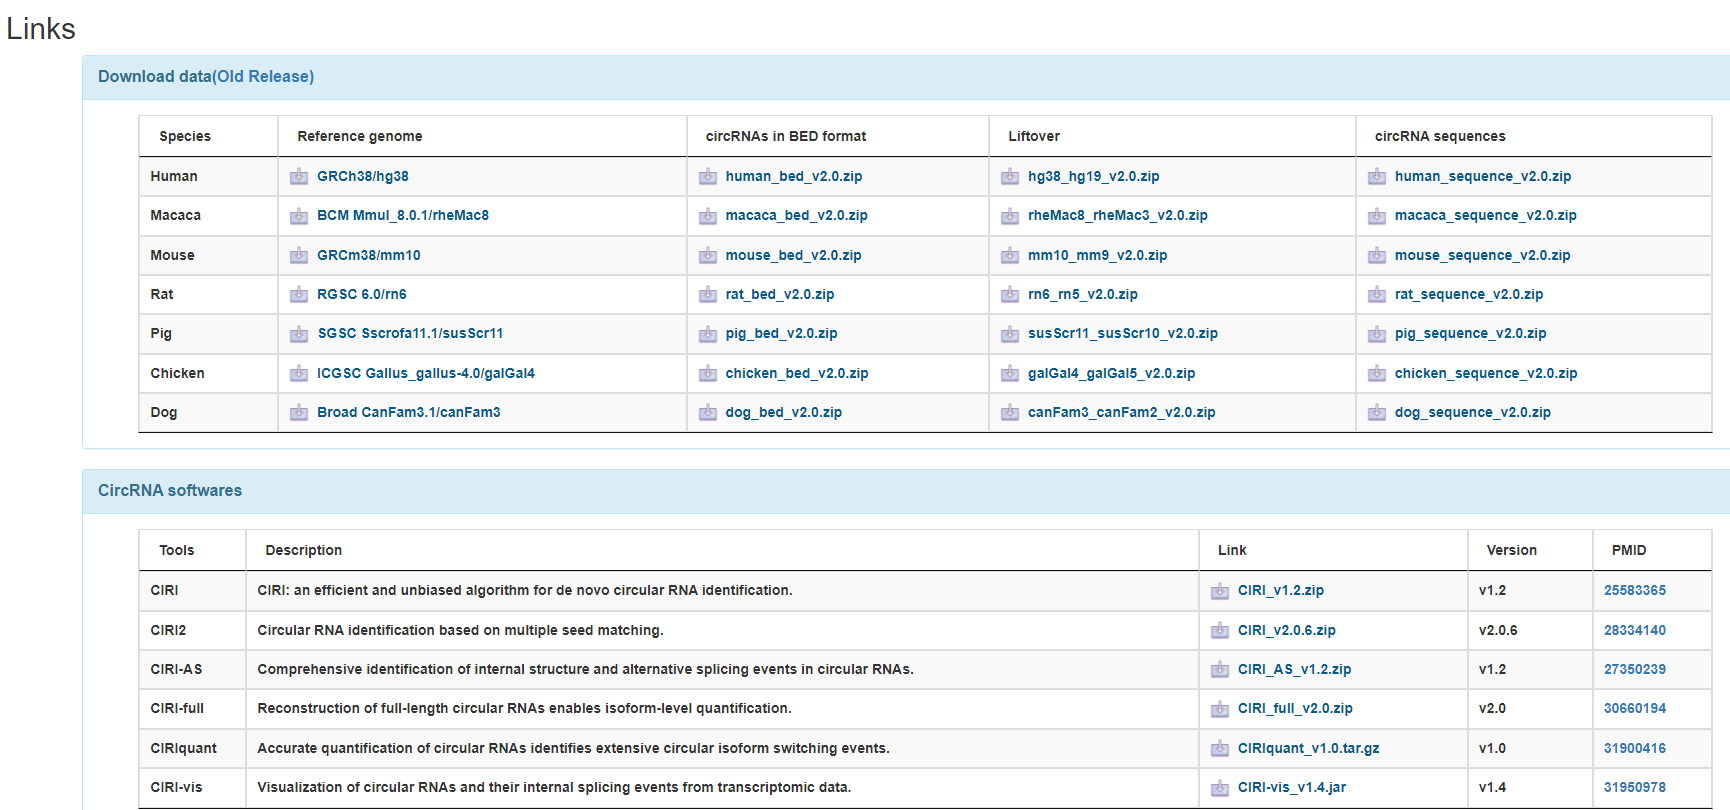 Links
Download data(Old Release)
Species Reference genome circRNAs in BED format Liftover circRNA sequences
Human GRCh38/hg38 human_bed_v2.0.zip hg38_hg19_v2.0.zip human_sequence_v2.0.zip
Macaca BCM Mmul_8.0.1/rheMac8 macaca_bed_v2.0.zip rheMac8_rheMac3_v2.0.zip macaca_sequence_v2.0.zip
Mouse GRCm38/mm10 mouse_bed_v2.0.zip mm10_mm9_v2.0.zip mouse_sequence_v2.0.zip
Rat RGSC 6.0/rn6 rat_bed_v2.0.zip rn6_rn5_v2.0.zip rat_sequence_v2.0.zip
Pig SGSC Sscrofa11.1/susScr11 pig_bed_v2.0.zip susScr11_susScr10_v2.0.zip pig_sequence_v2.0.zip
Chicken ICGSC Gallus_gallus-4.0/galGal4 chicken_bed_v2.0.zip galGal4_galGal5_v2.0.zip chicken_sequence_v2.0.zip
Dog Broad CanFam3.1/canFam3 dog_bed_v2.0.zip canFam3_canFam2_v2.0.zip dog_sequence_v2.0.zip
CircRNA softwares
Tools Description Link Version PMID
CIRI CIRI: an efficient and unbiased algorithm for de novo circular RNA identification. CIRI_v1.2.zip v1.2 25583365
CIRI2 Circular RNA identification based on multiple seed matching. CIRI_v2.0.6.zip v2.0.6 28334140
CIRI-AS Comprehensive identification of internal structure and alternative splicing events in circular RNAs. CIRI_AS_v1.2.zip v1.2 27350239
CIRI-full Reconstruction of full-length circular RNAs enables isoform-level quantification. CIRI_full_v2.0.zip v2.0 30660194
CIRIquant Accurate quantification of circular RNAs identifies extensive circular isoform switching events. CIRIquant_v1.0.tar.gz v1.0 31900416
CIRI-vis Visualization of circular RNAs and their internal splicing events from transcriptomic data. CIRI-vis_v1.4.jar v1.4 31950978